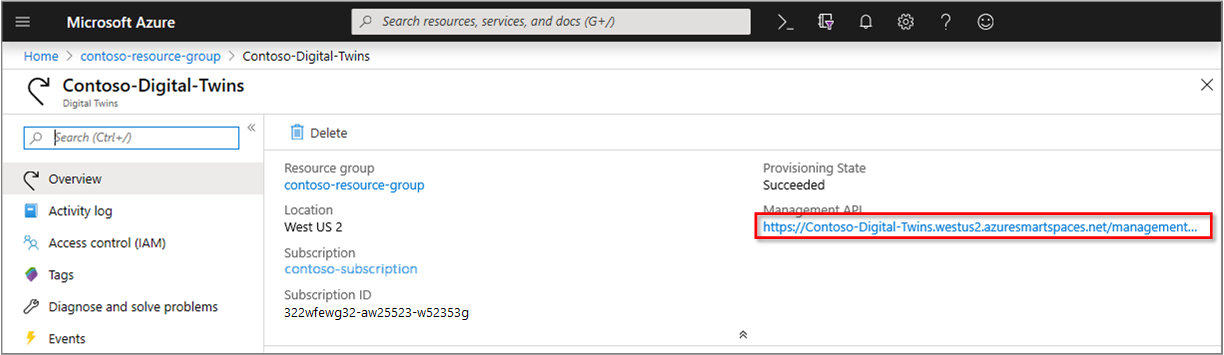 Microsoft Azure
Search resources, services, and docs (G+/)
Home > contoso-resource-group > Contoso-Digital-Twins
Contoso-Digital-Twins
Digital Twins
Search (Ctrl+/)
Overview
Activity log
Access control (IAM)
Tags
Diagnose and solve problems
Events
Delete
Resource group
contoso-resource-group
Location
West US 2
Subscription
contoso-subscription
Subscription ID
322wfewg32-aw25523-w52353g
Provisioning State
Succeeded
Management API
https://Contoso-Digital-Twins.westus2.azuresmartspaces.net/management...